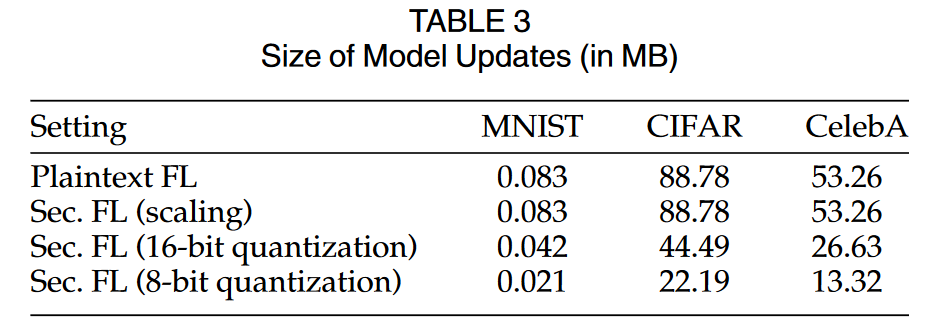 TABLE 3
Size of Model Updates (in MB)
Setting MNIST CIFAR CelebA
Plaintext FL 0.083 88.78 53.26
Sec. FL (scaling) 0.083 88.78 53.26
Sec. FL (16-bit quantization) 0.042 44.49 26.63
Sec. FL (8-bit quantization) 0.021 22.19 13.32